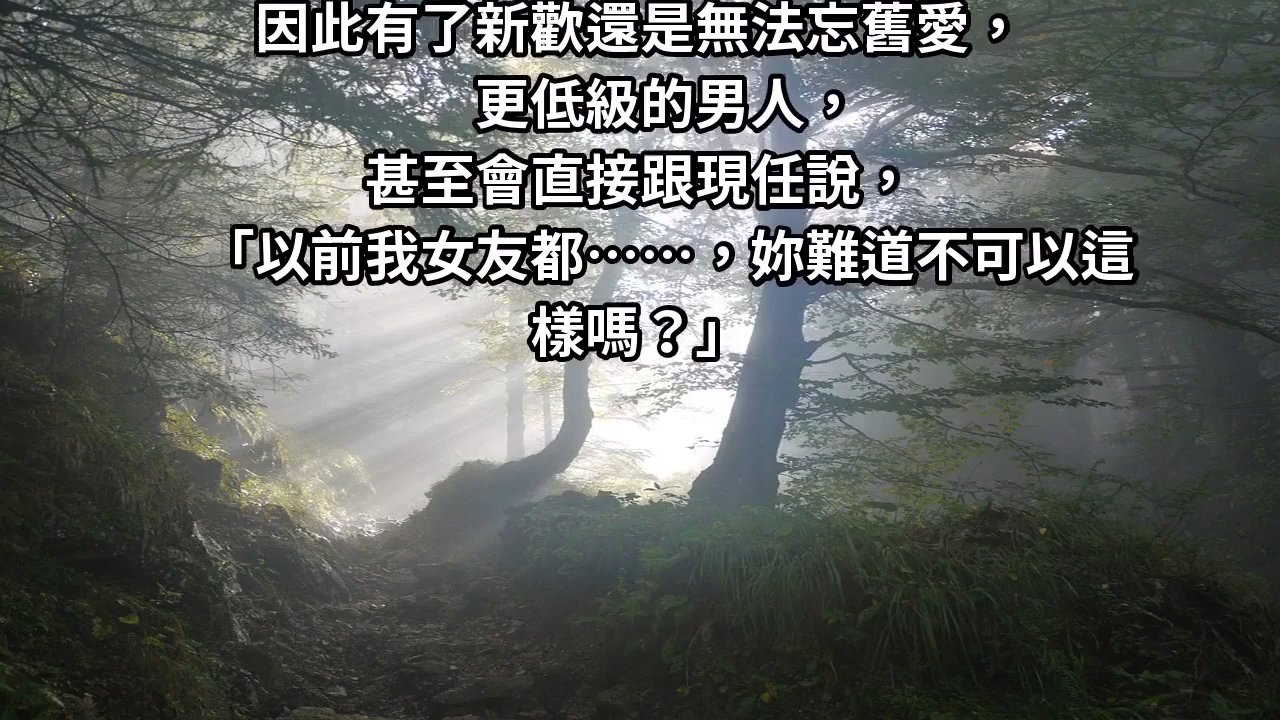 因此有了新歡還是無法忘舊愛，
更低級的男人，
甚至會直接跟現任說，
「以前我女友都……，妳難道不可以這
樣嗎？」